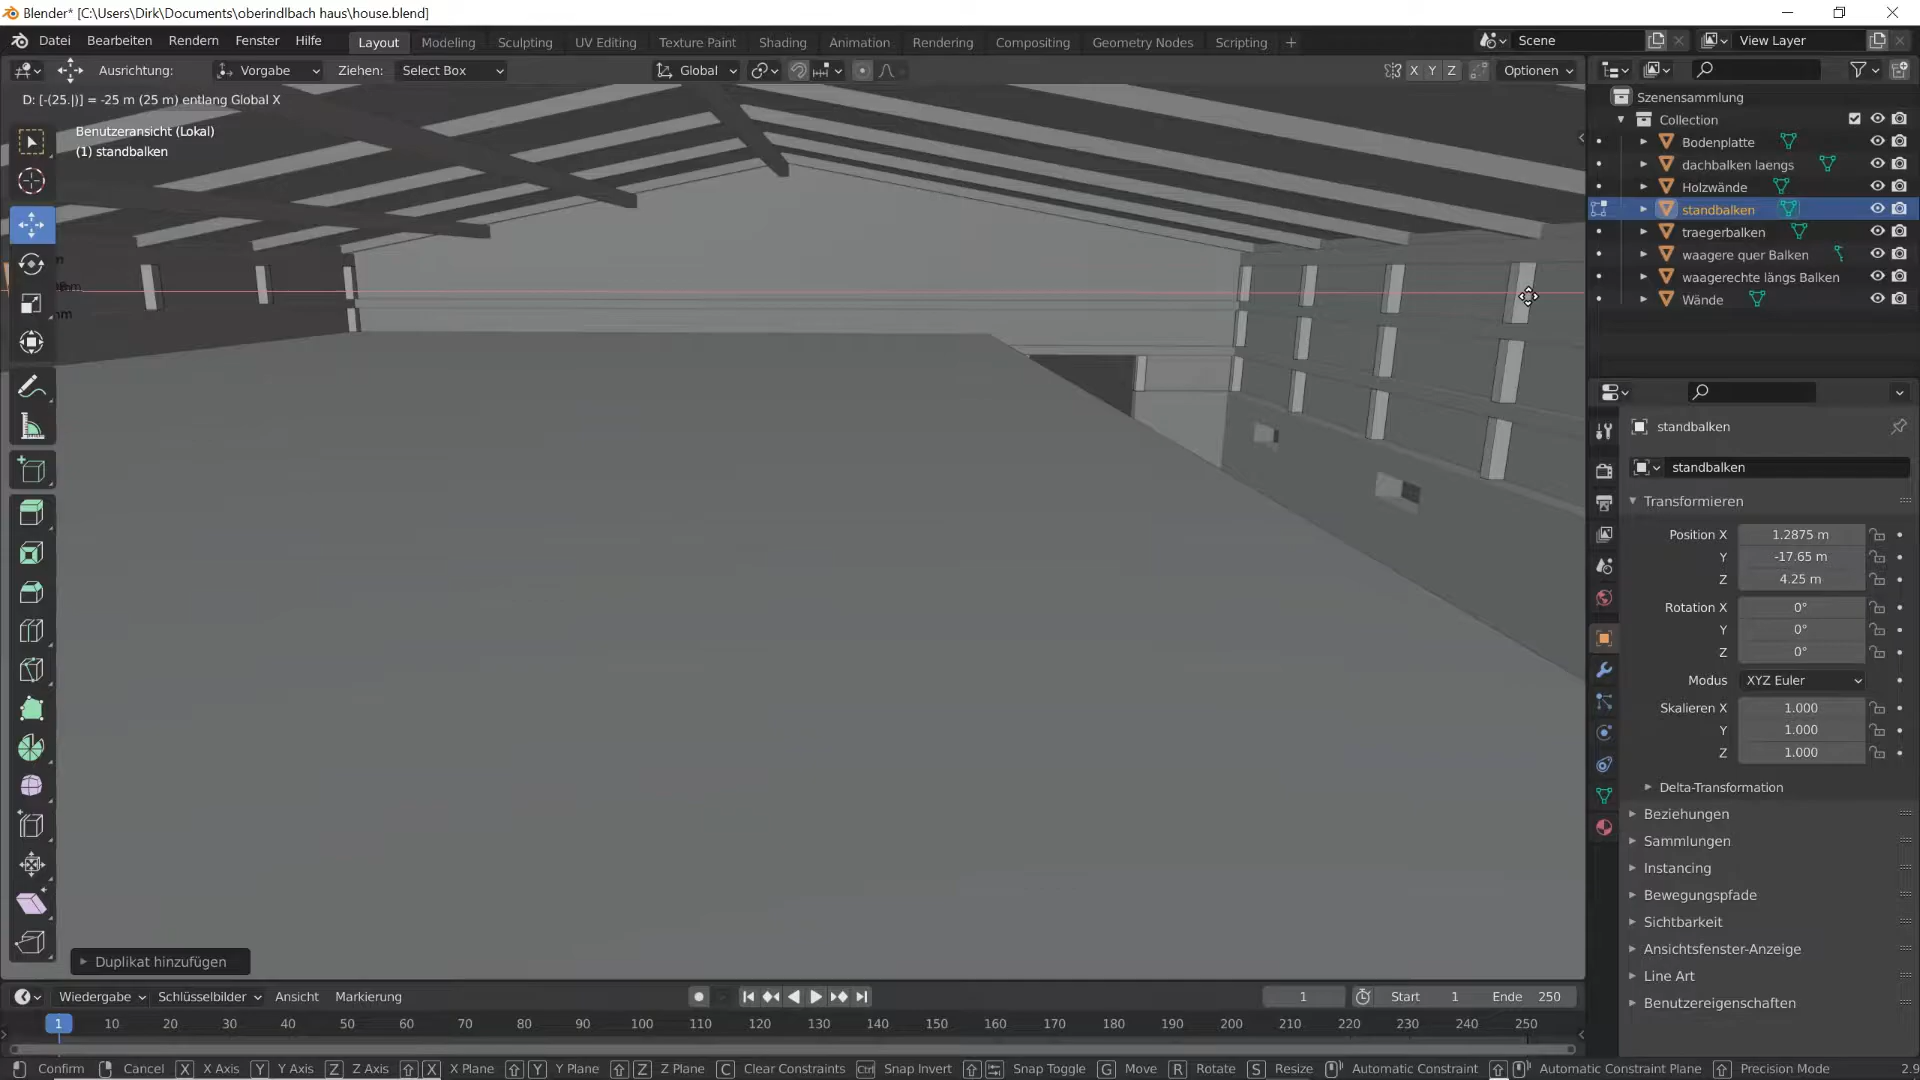 Blender* [C:\Users\Dirk\Documents\oberindlbach haus\house.blend]
Datei Bearbeiten Rendern Fenster Hilfe Layout Modeling Sculpting UV Editing Texture Paint Shading Animation Rendering Compositing Geometry Nodes Scripting + Scene View Layer
Ausrichtung: Vorgabe Ziehen: Select Box Global X Y Z Optionen
D: [-(25.|)] = -25 m (25 m) entlang Global X
Benutzeransicht (Lokal)
(1) standbalken
Szenensammlung
Collection
Bodenplatte
dachbalken laengs
Holzwände
standbalken
traegerbalken
waagere quer Balken
waagerechte längs Balken
Wände
standbalken
standbalken
Transformieren
Position X 1.2875 m
Y -17.65 m
Z 4.25 m
Rotation X 0°
Y 0°
Z 0°
Modus XYZ Euler
Skalieren X 1.000
Y 1.000
Z 1.000
Delta-Transformation
Beziehungen
Sammlungen
Instancing
Bewegungspfade
Sichtbarkeit
Ansichtsfenster-Anzeige
Line Art
Benutzereigenschaften
Duplikat hinzufügen
Wiedergabe Schlüsselbilder Ansicht Markierung 1 Start 1 Ende 250
1 10 20 30 40 50 60 70 80 90 100 110 120 130 140 150 160 170 180 190 200 210 220 230 240 250
Confirm Cancel X X Axis Y Y Axis Z Z Axis X X Plane Y Y Plane Z Z Plane C Clear Constraints Ctrl Snap Invert Snap Toggle G Move R Rotate S Resize Automatic Constraint Automatic Constraint Plane Precision Mode 2.9